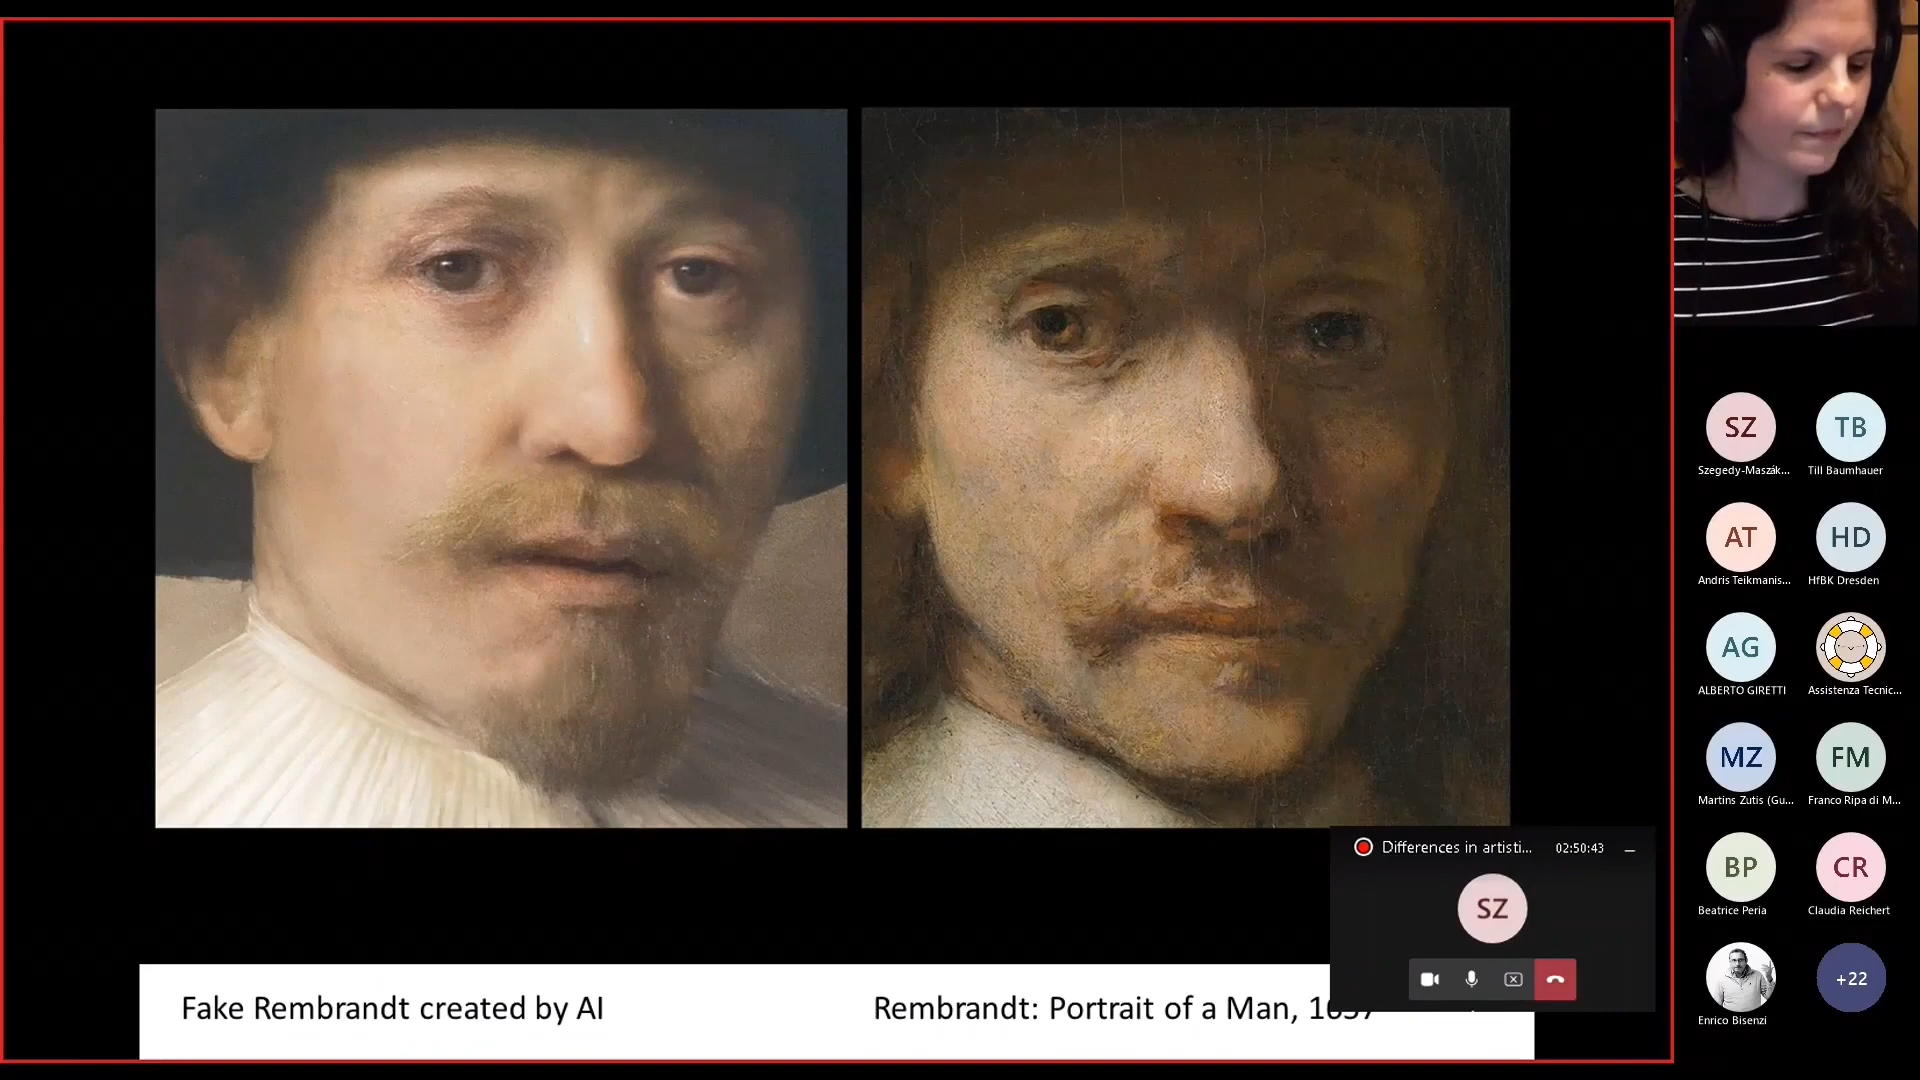 SZ
TB
Szegedy-Maszák...
Till Baumhauer
AT
HD
Andris Teikmanis...
HfBK Dresden
AG
ALBERTO GIRETTI
Assistenza Tecnic...
MZ
FM
Martins Zutis (Gu...
Franco Ripa di M...
BP
CR
Beatrice Peria
Claudia Reichert
+22
Enrico Bisenzi
Differences in artisti... 02:50:43
SZ
Fake Rembrandt created by AI
Rembrandt: Portrait of a Man,